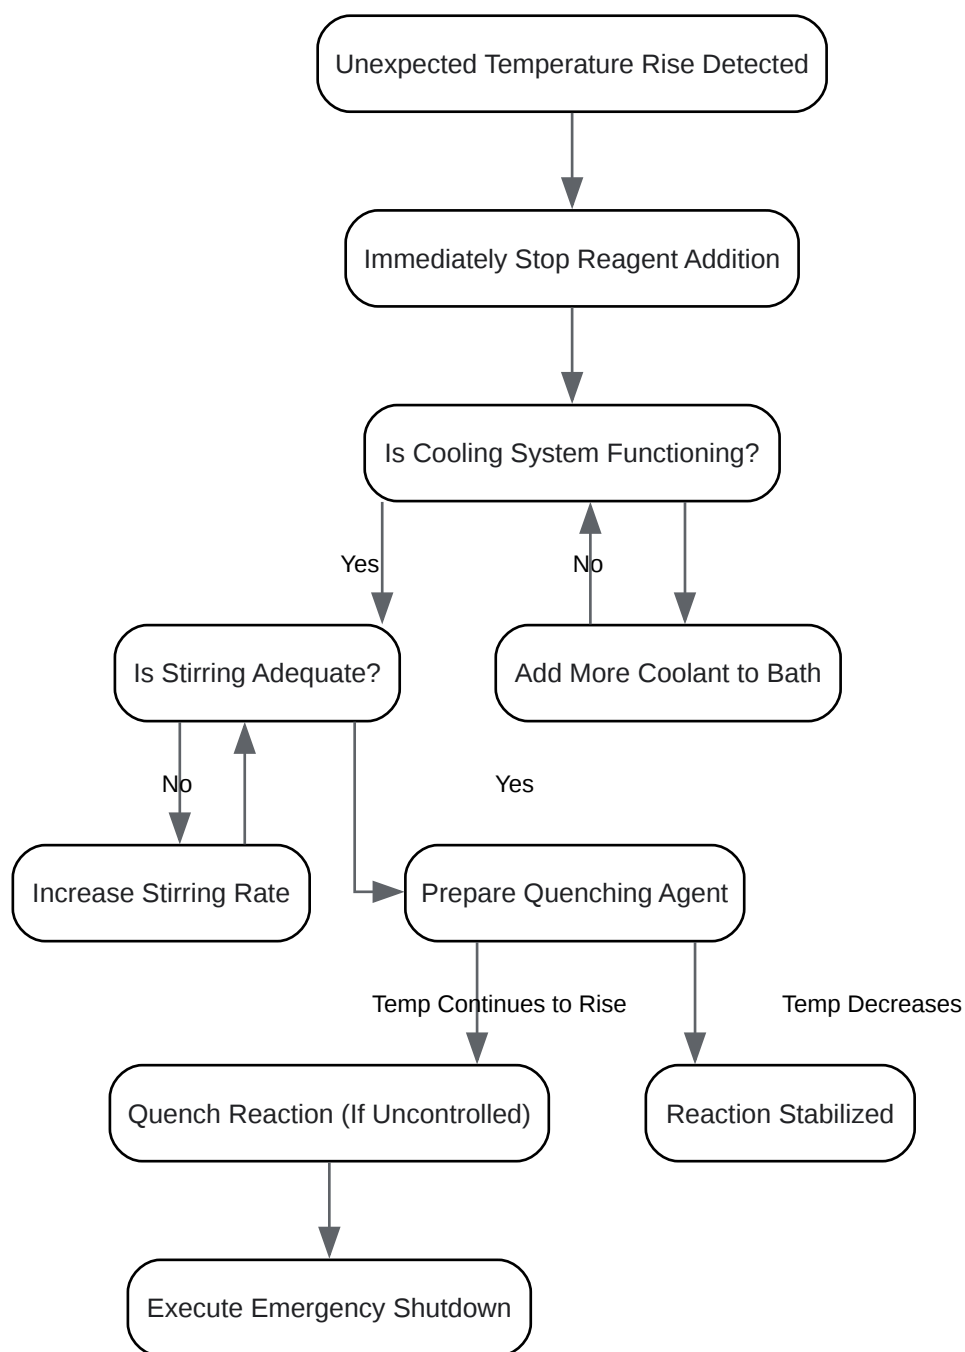 Unexpected Temperature Rise Detected
Immediately Stop Reagent Addition
Is Cooling System Functioning?
Yes
No
Is Stirring Adequate?
Add More Coolant to Bath
No
Yes
Increase Stirring Rate
Prepare Quenching Agent
Temp Continues to Rise
Temp Decreases
Quench Reaction (If Uncontrolled)
Reaction Stabilized
Execute Emergency Shutdown